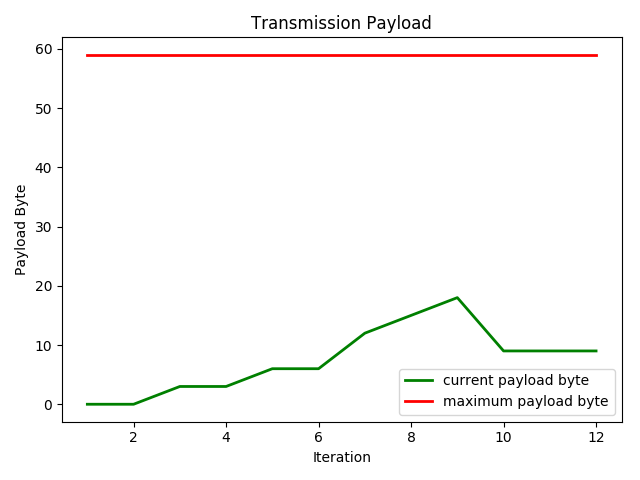 Transmission Payload
60
50
40
30
20
10
0
Payload Byte
current payload byte
maximum payload byte
2 4 6 8 10 12
Iteration